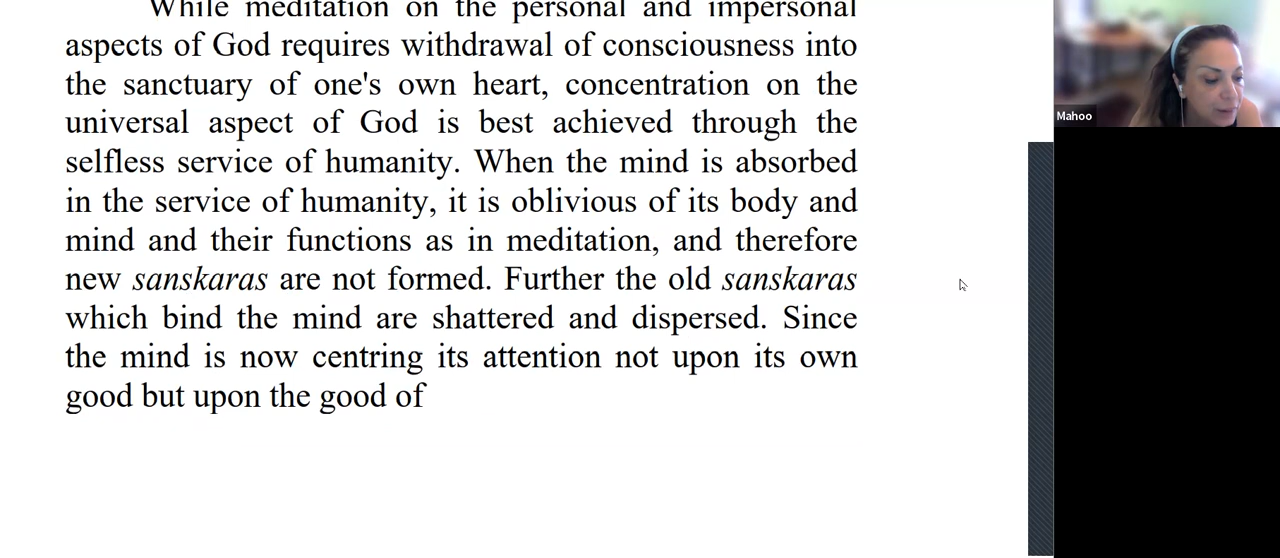 While meditation on the personal and impersonal
aspects of God requires withdrawal of consciousness into
the sanctuary of one's own heart, concentration on the
universal aspect of God is best achieved through the
selfless service of humanity. When the mind is absorbed
in the service of humanity, it is oblivious of its body and
mind and their functions as in meditation, and therefore
new sanskaras are not formed. Further the old sanskaras
which bind the mind are shattered and dispersed. Since
the mind is now centring its attention not upon its own
good but upon the good of
Mahoo